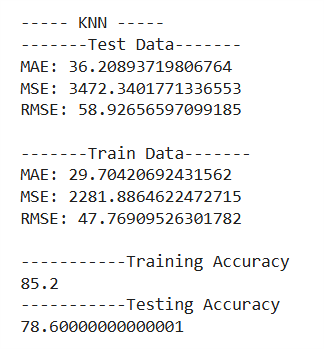 ----- KNN -----
-------Test Data-------
MAE: 36.20893719806764
MSE: 3472.3401771336553
RMSE: 58.92656597099185
-------Train Data-------
MAE: 29.70420692431562
MSE: 2281.8864622472715
RMSE: 47.76909526301782
-----------Training Accuracy
85.2
-----------Testing Accuracy
78.60000000000001